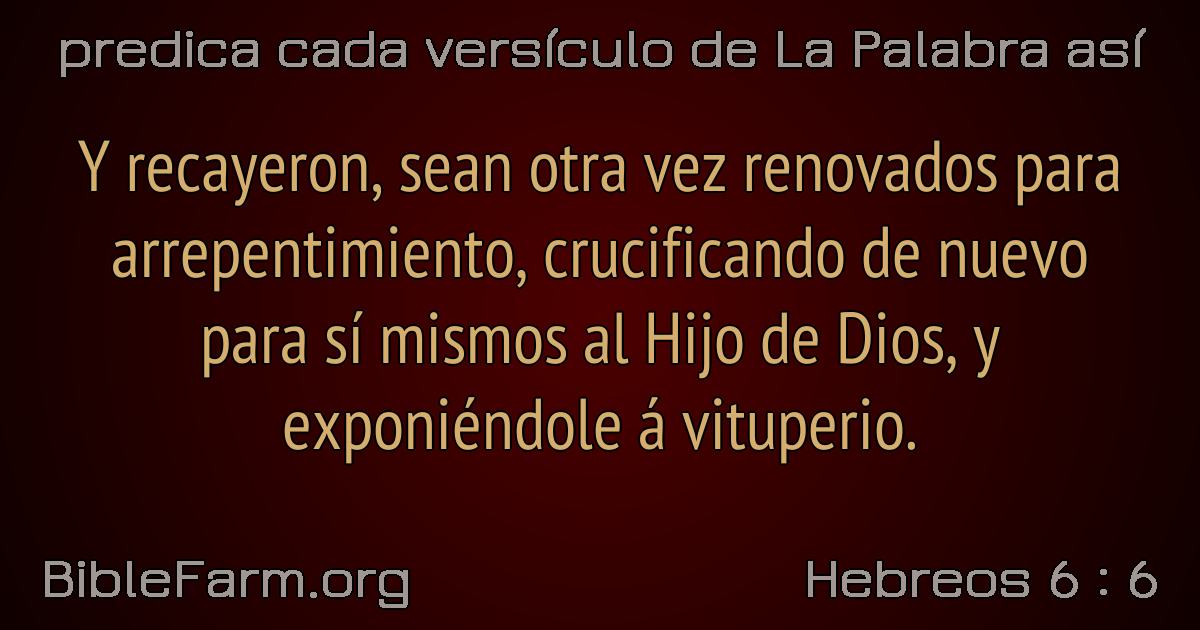 predica cada versículo de La Palabra así
Y recayeron, sean otra vez renovados para
arrepentimiento, crucificando de nuevo
para sí mismos al Hijo de Dios, y
exponiéndole á vituperio.
BibleFarm.org
Hebreos 6 : 6